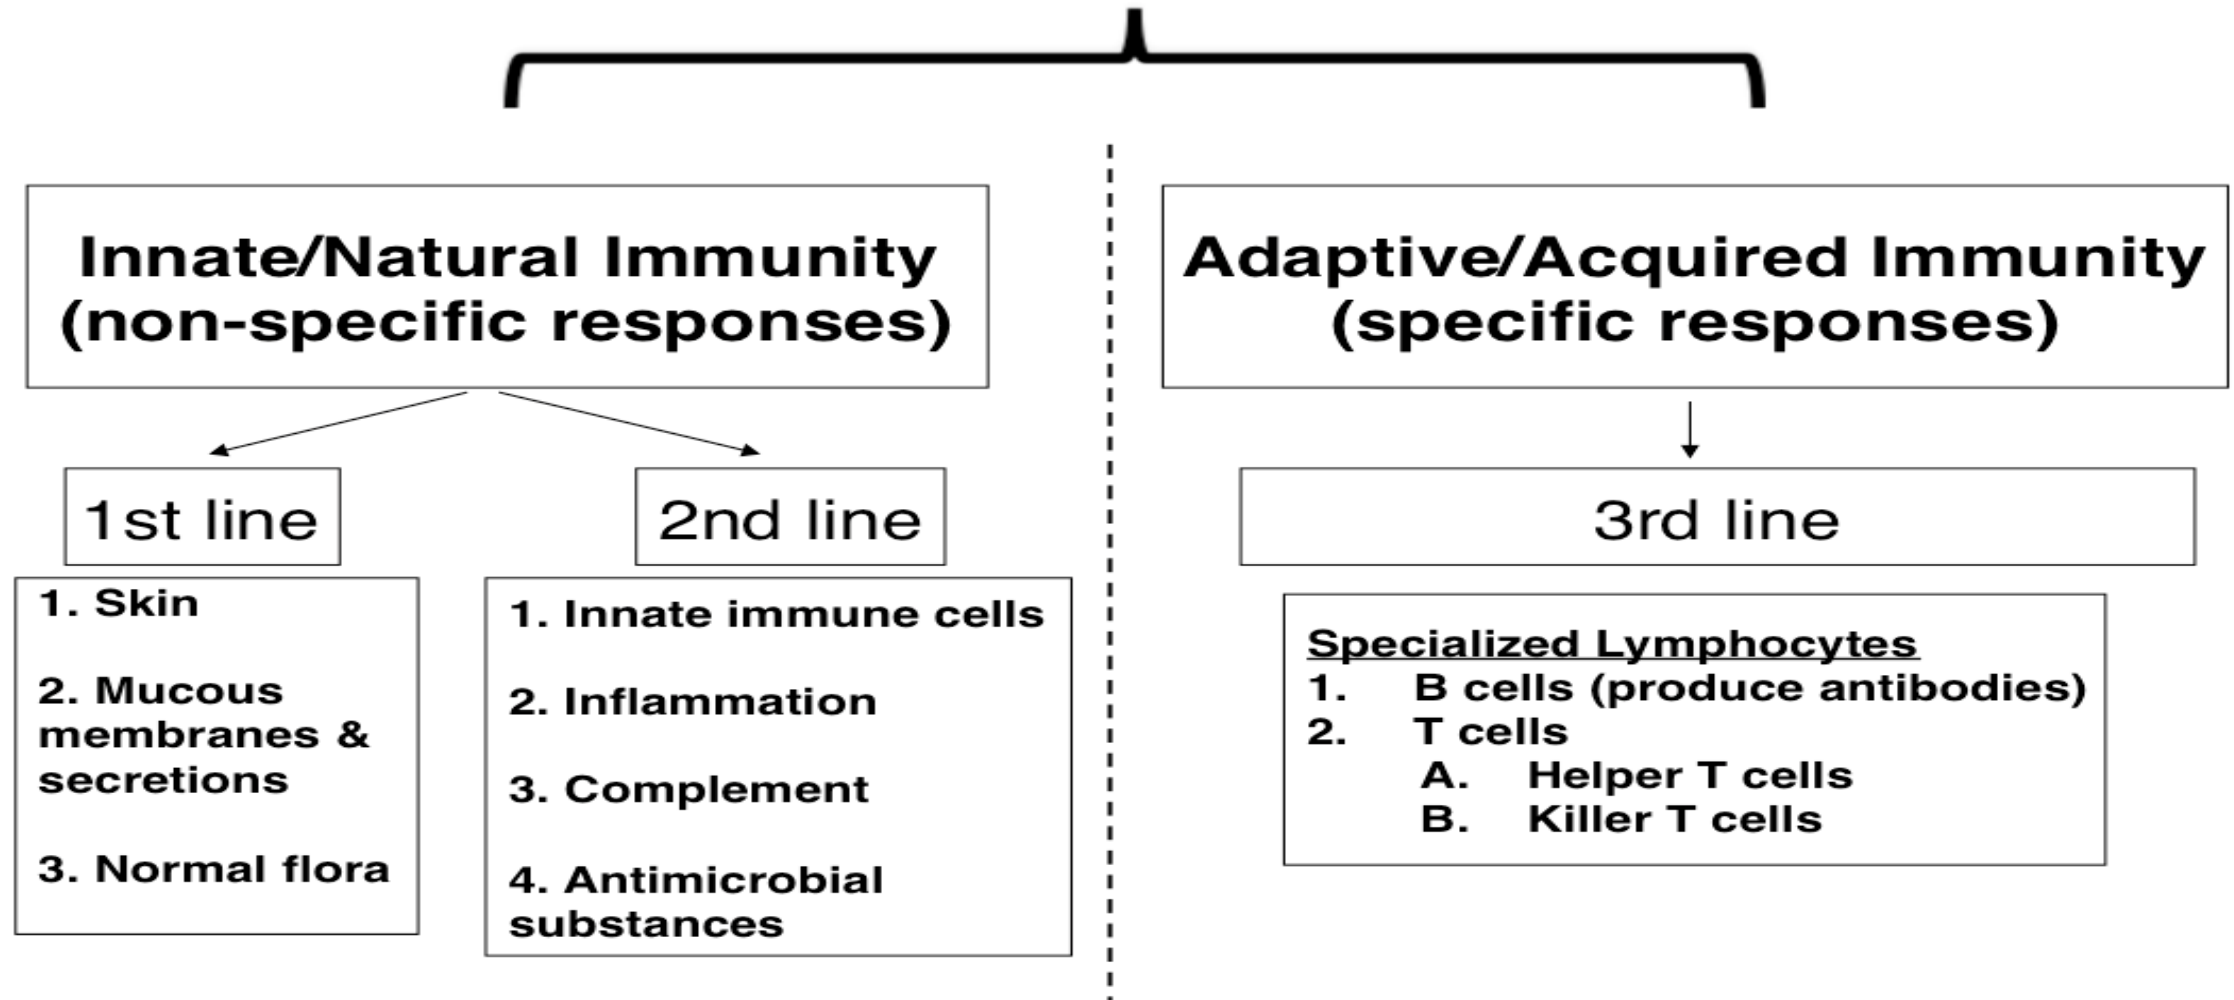 Innate/Natural Immunity
(non-specific responses)
Adaptive/Acquired Immunity
(specific responses)
1st line
2nd line
3rd line
1. Skin
2. Mucous
membranes &
secretions
3. Normal flora
1. Innate immune cells
2. Inflammation
3. Complement
4. Antimicrobial
substances
Specialized Lymphocytes
1. B cells (produce antibodies)
2. T cells
A. Helper T cells
B. Killer T cells